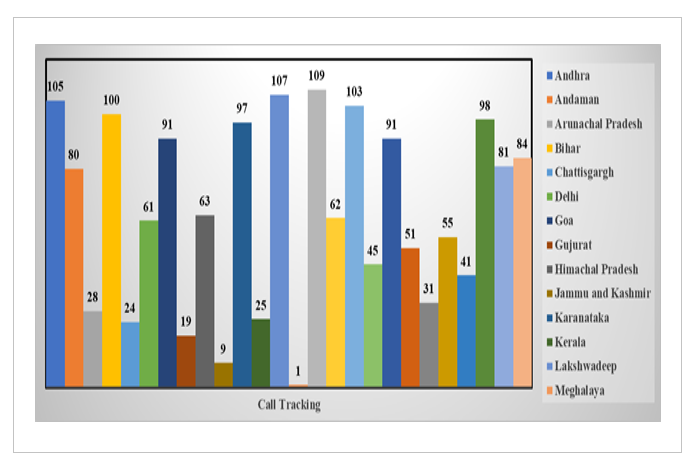 105
80
28
100
24
61
91
19
63
9
97
25
107
1
109
62
103
45
91
51
31
55
41
98
81
84
Call Tracking
Andhra
Andaman
Arunachal Pradesh
Bihar
Chattisgargh
Delhi
Goa
Gujurat
Himachal Pradesh
Jammu and Kashmir
Karanataka
Kerala
Lakshwadeep
Meghalaya